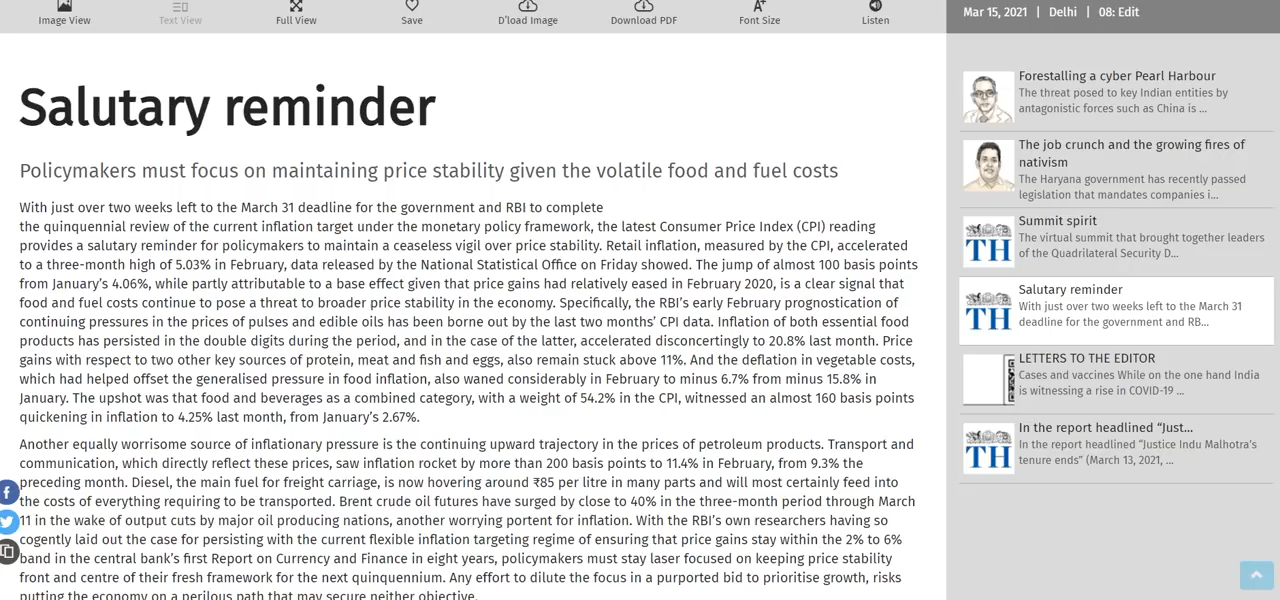 Image View
Text View
Full View
Save
D'load Image
Download PDF
Font Size
Listen
Mar 15, 2021 | Delhi | 08: Edit
Salutary reminder
Policymakers must focus on maintaining price stability given the volatile food and fuel costs
With just over two weeks left to the March 31 deadline for the government and RBI to complete
the quinquennial review of the current inflation target under the monetary policy framework, the latest Consumer Price Index (CPI) reading
provides a salutary reminder for policymakers to maintain a ceaseless vigil over price stability. Retail inflation, measured by the CPI, accelerated
to a three-month high of 5.03% in February, data released by the National Statistical Office on Friday showed. The jump of almost 100 basis points
from January's 4.06%, while partly attributable to a base effect given that price gains had relatively eased in February 2020, is a clear signal that
food and fuel costs continue to pose a threat to broader price stability in the economy. Specifically, the RBI's early February prognostication of
continuing pressures in the prices of pulses and edible oils has been borne out by the last two months' CPI data. Inflation of both essential food
products has persisted in the double digits during the period, and in the case of the latter, accelerated disconcertingly to 20.8% last month. Price
gains with respect to two other key sources of protein, meat and fish and eggs, also remain stuck above 11%. And the deflation in vegetable costs,
which had helped offset the generalised pressure in food inflation, also waned considerably in February to minus 6.7% from minus 15.8% in
January. The upshot was that food and beverages as a combined category, with a weight of 54.2% in the CPI, witnessed an almost 160 basis points
quickening in inflation to 4.25% last month, from January's 2.67%.
Another equally worrisome source of inflationary pressure is the continuing upward trajectory in the prices of petroleum products. Transport and
communication, which directly reflect these prices, saw inflation rocket by more than 200 basis points to 11.4% in February, from 9.3% the
preceding month. Diesel, the main fuel for freight carriage, is now hovering around ₹85 per litre in many parts and will most certainly feed into
the costs of everything requiring to be transported. Brent crude oil futures have surged by close to 40% in the three-month period through March
11 in the wake of output cuts by major oil producing nations, another worrying portent for inflation. With the RBI's own researchers having so
cogently laid out the case for persisting with the current flexible inflation targeting regime of ensuring that price gains stay within the 2% to 6%
band in the central bank's first Report on Currency and Finance in eight years, policymakers must stay laser focused on keeping price stability
front and centre of their fresh framework for the next quinquennium. Any effort to dilute the focus in a purported bid to prioritise growth, risks
putting the economy on a perilous path that may secure neither objective.
Forestalling a cyber Pearl Harbour
The threat posed to key Indian entities by
antagonistic forces such as China is ...
The job crunch and the growing fires of
nativism
The Haryana government has recently passed
legislation that mandates companies i...
TH
Summit spirit
The virtual summit that brought together leaders
of the Quadrilateral Security D...
TH
Salutary reminder
With just over two weeks left to the March 31
deadline for the government and RB...
LETTERS TO THE EDITOR
Cases and vaccines While on the one hand India
is witnessing a rise in COVID-19 ...
TH
In the report headlined “Just...
In the report headlined “Justice Indu Malhotra's
tenure ends” (March 13, 2021, ...